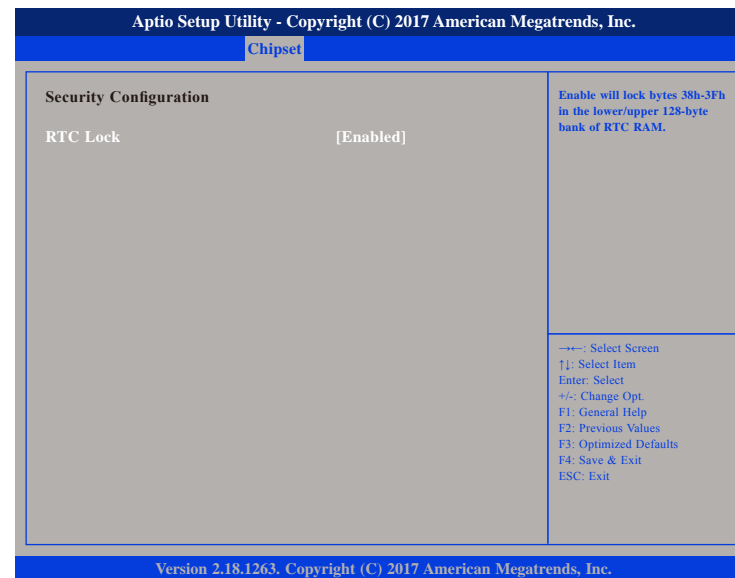 Aptio Setup Utility - Copyright (C) 2017 American Megatrends, Inc.
Chipset
Security Configuration
RTC Lock [Enabled]
Enable will lock bytes 38h-3Fh
in the lower/upper 128-byte
bank of RTC RAM.
→←: Select Screen
↑↓: Select Item
Enter: Select
+/-: Change Opt.
F1: General Help
F2: Previous Values
F3: Optimized Defaults
F4: Save & Exit
ESC: Exit
Version 2.18.1263. Copyright (C) 2017 American Megatrends, Inc.